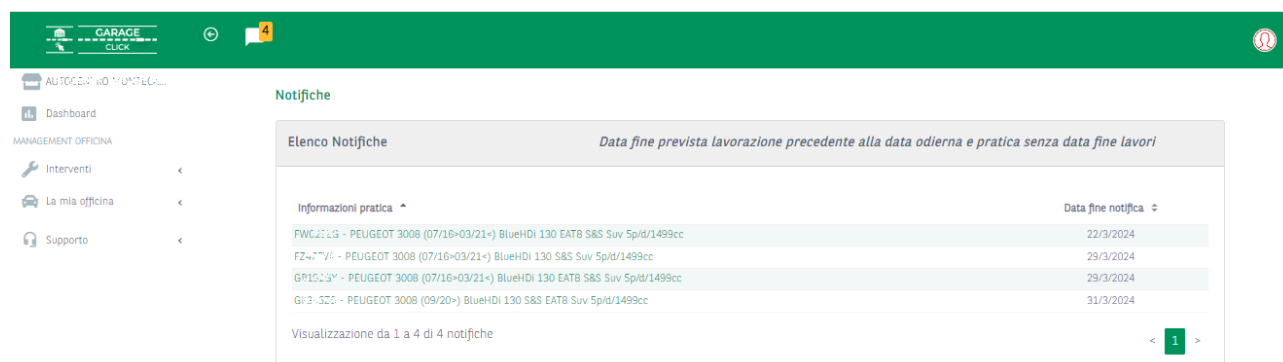 GARAGE
CLICK
4
Dashboard
MANAGEMENT OFFICINA
Interventi
La mia officina
Supporto
Notifiche
Elenco Notifiche Data fine prevista lavorazione precedente alla data odierna e pratica senza data fine lavori
Informazioni pratica Data fine notifica
- PEUGEOT 3008 (07/16>03/21<) BlueHDi 130 EAT8 S&S Suv 5p/d/1499cc 22/3/2024
- PEUGEOT 3008 (07/16>03/21<) BlueHDi 130 S&S Suv 5p/d/1499cc 29/3/2024
- PEUGEOT 3008 (07/16>03/21<) BlueHDi 130 EAT8 S&S Suv 5p/d/1499cc 29/3/2024
- PEUGEOT 3008 (09/20>) BlueHDi 130 S&S EAT8 Suv 5p/d/1499cc 31/3/2024
Visualizzazione da 1 a 4 di 4 notifiche
< 1 >